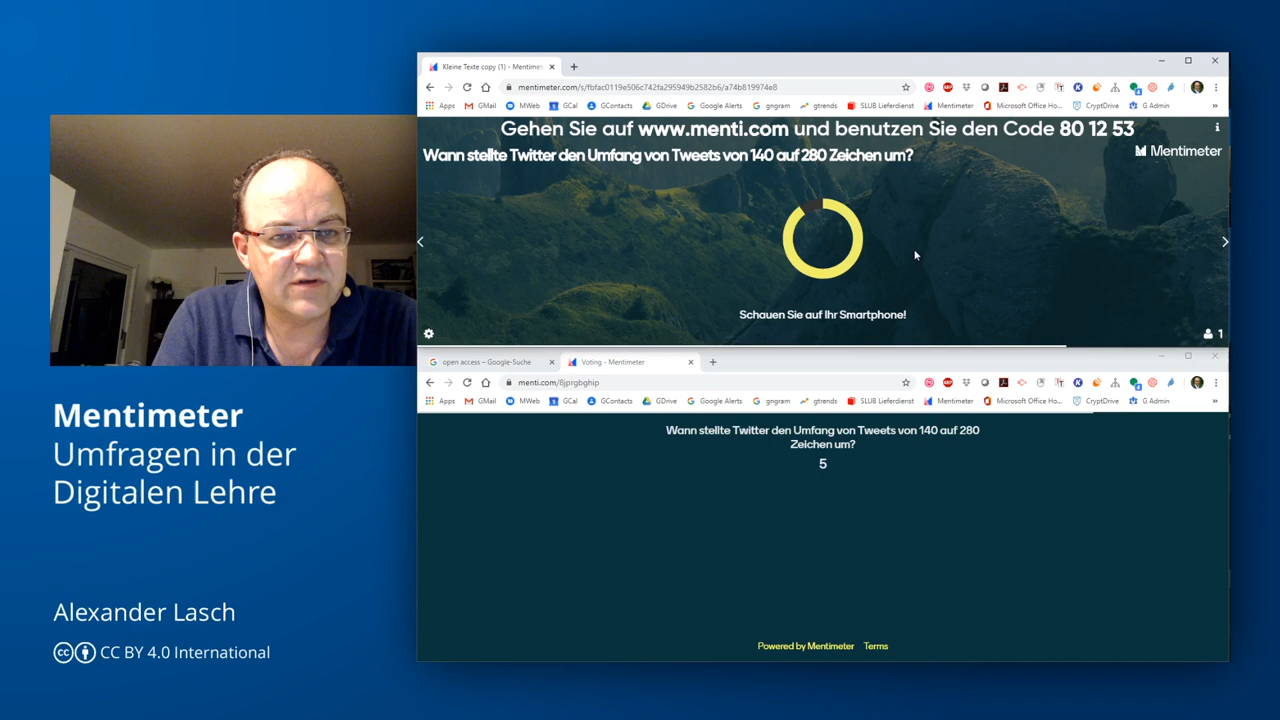 Kleine Texte copy (1) - Mentimet
mentimeter.com/s/fbfac0119e506c742fa295949b2582b6/a74b819974e8
Apps GMail MWeb GCal GContacts GDrive Google Alerts gngram gtrends SLUB Lieferdienst Mentimeter Microsoft Office Ho... CryptDrive G Admin »
Gehen Sie auf www.menti.com und benutzen Sie den Code 80 12 53
Wann stellte Twitter den Umfang von Tweets von 140 auf 280 Zeichen um?
Mentimeter
Schauen Sie auf Ihr Smartphone!
1
open access – Google-Suche
Voting - Mentimeter
menti.com/8jprgbghip
Apps GMail MWeb GCal GContacts GDrive Google Alerts gngram gtrends SLUB Lieferdienst Mentimeter Microsoft Office Ho... CryptDrive G Admin »
Wann stellte Twitter den Umfang von Tweets von 140 auf 280
Zeichen um?
5
Powered by Mentimeter Terms
Mentimeter
Umfragen in der
Digitalen Lehre
Alexander Lasch
CC BY 4.0 International